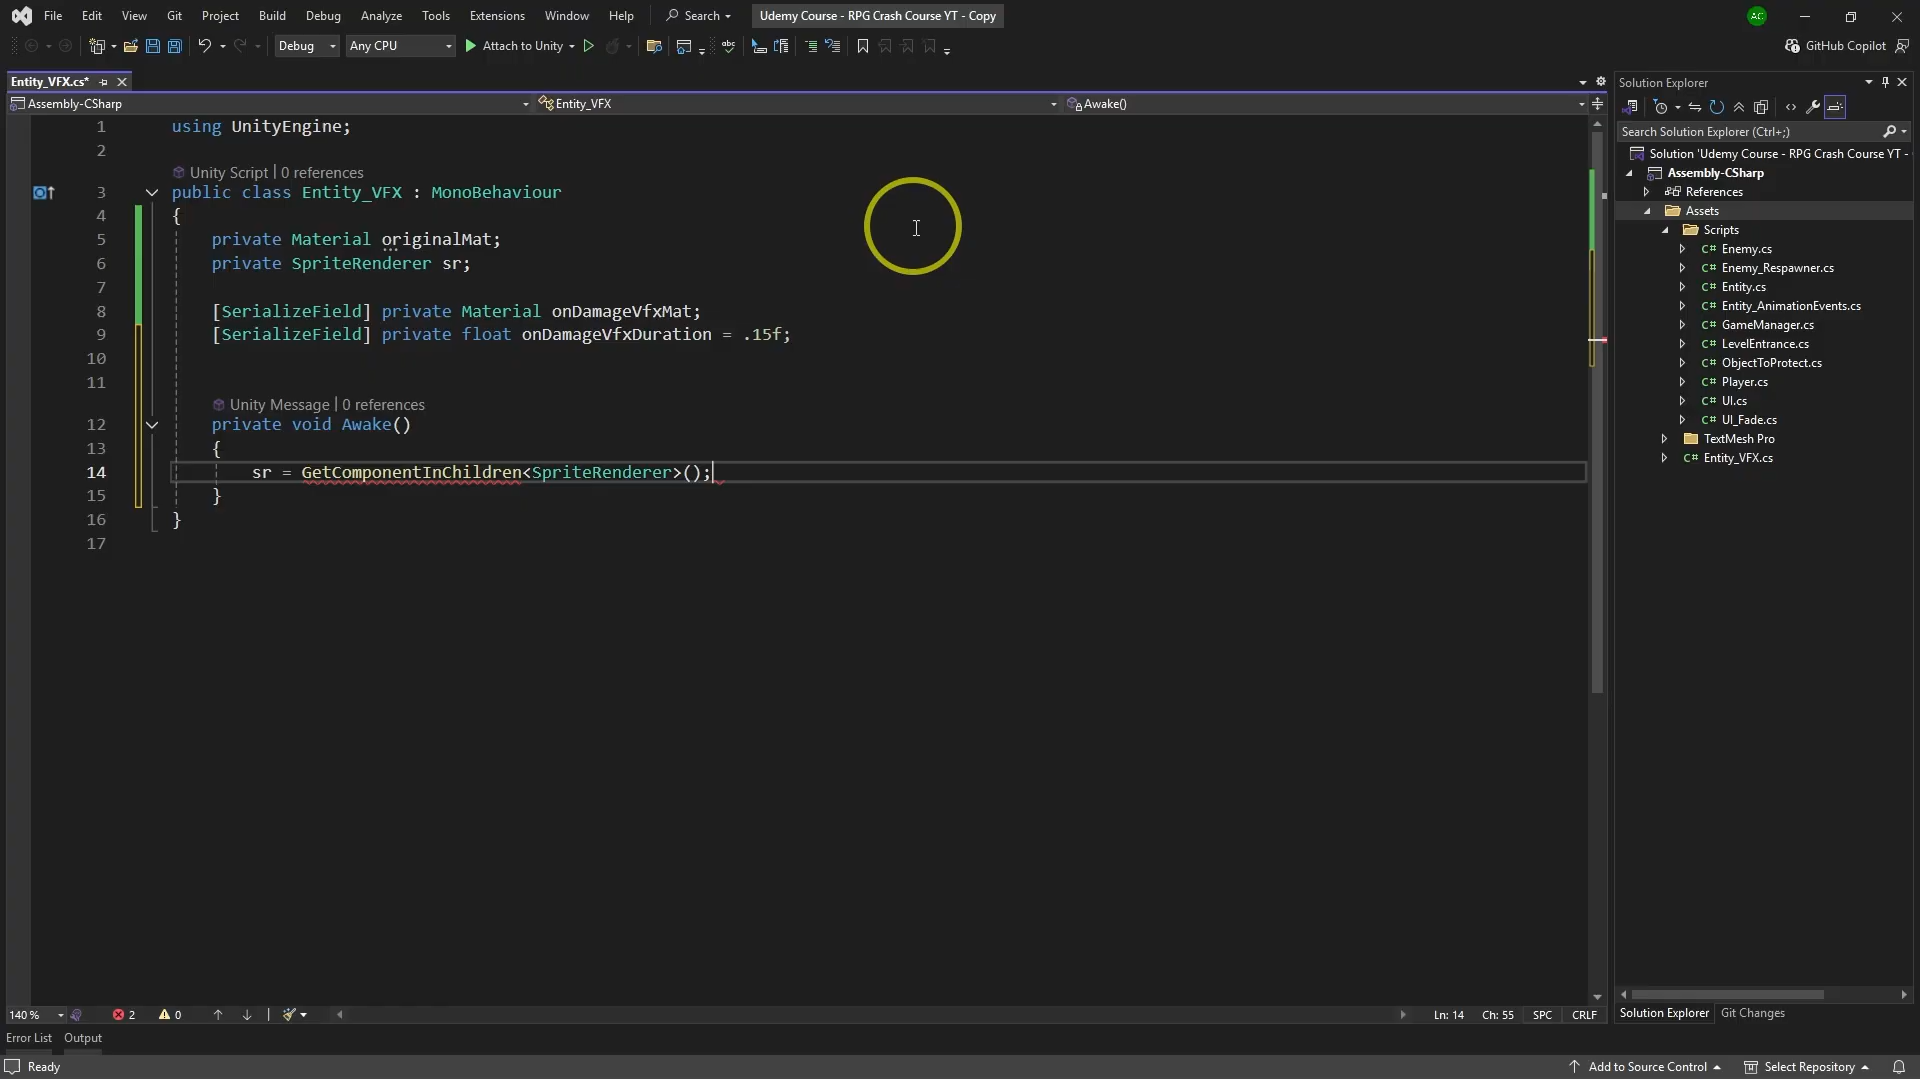 File Edit View Git Project Build Debug Test Analyze Tools Extensions Window Help Search Udemy Course - RPG Crash Course YT - Copy AC
Debug Any CPU Attach to Unity GitHub Copilot
Entity_VFX.cs*
Assembly-CSharp Entity_VFX Awake()
1 using UnityEngine;
2
Unity Script | 0 references
3 public class Entity_VFX : MonoBehaviour
4 {
5 private Material originalMat;
6 private SpriteRenderer sr;
7
8 [SerializeField] private Material onDamageVfxMat;
9 [SerializeField] private float onDamageVfxDuration = .15f;
10
11
Unity Message | 0 references
12 private void Awake()
13 {
14 sr = GetComponentInChildren<SpriteRenderer>();
15 }
16 }
17
140 % 2 0 Ln: 14 Ch: 55 SPC CRLF
Error List Output
Ready Add to Source Control Select Repository
Solution Explorer
Search Solution Explorer (Ctrl+;)
Solution 'Udemy Course - RPG Crash Course YT -
Assembly-CSharp
References
Assets
Scripts
C# Enemy.cs
C# Enemy_Respawner.cs
C# Entity.cs
C# Entity_AnimationEvents.cs
C# GameManager.cs
C# LevelEntrance.cs
C# ObjectToProtect.cs
C# Player.cs
C# UI.cs
C# UI_Fade.cs
TextMesh Pro
C# Entity_VFX.cs
Solution Explorer Git Changes